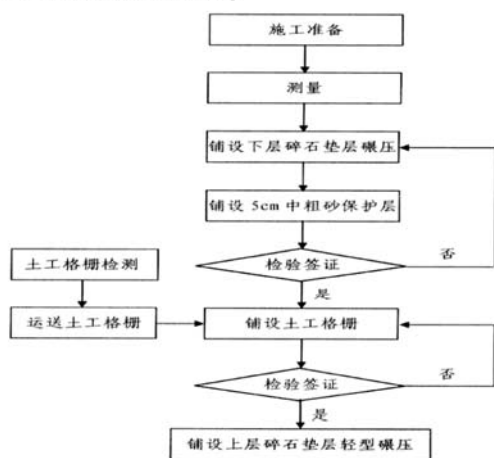 施工准备
测量
铺设下层碎石垫层碾压
铺设5cm中粗砂保护层
检验签证
否
是
土工格栅检测
运送土工格栅
铺设土工格栅
检验签证
否
是
铺设上层碎石垫层轻型碾压